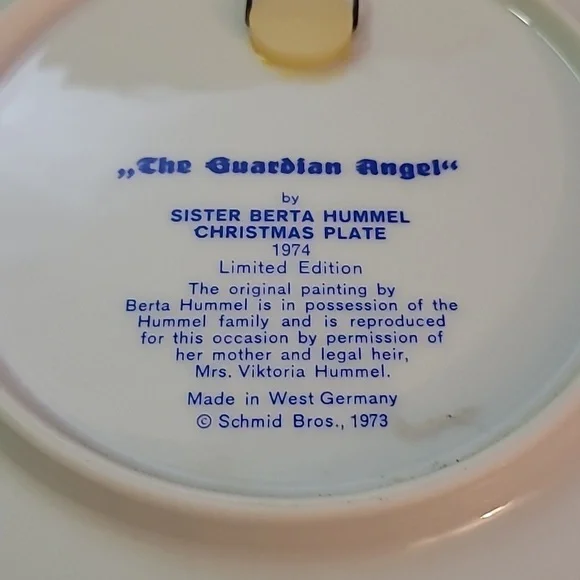 „The Guardian Angel“
by
SISTER BERTA HUMMEL
CHRISTMAS PLATE
1974
Limited Edition
The original painting by
Berta Hummel is in possession of the
Hummel family and is reproduced
for this occasion by permission of
her mother and legal heir,
Mrs. Viktoria Hummel.
Made in West Germany
© Schmid Bros., 1973